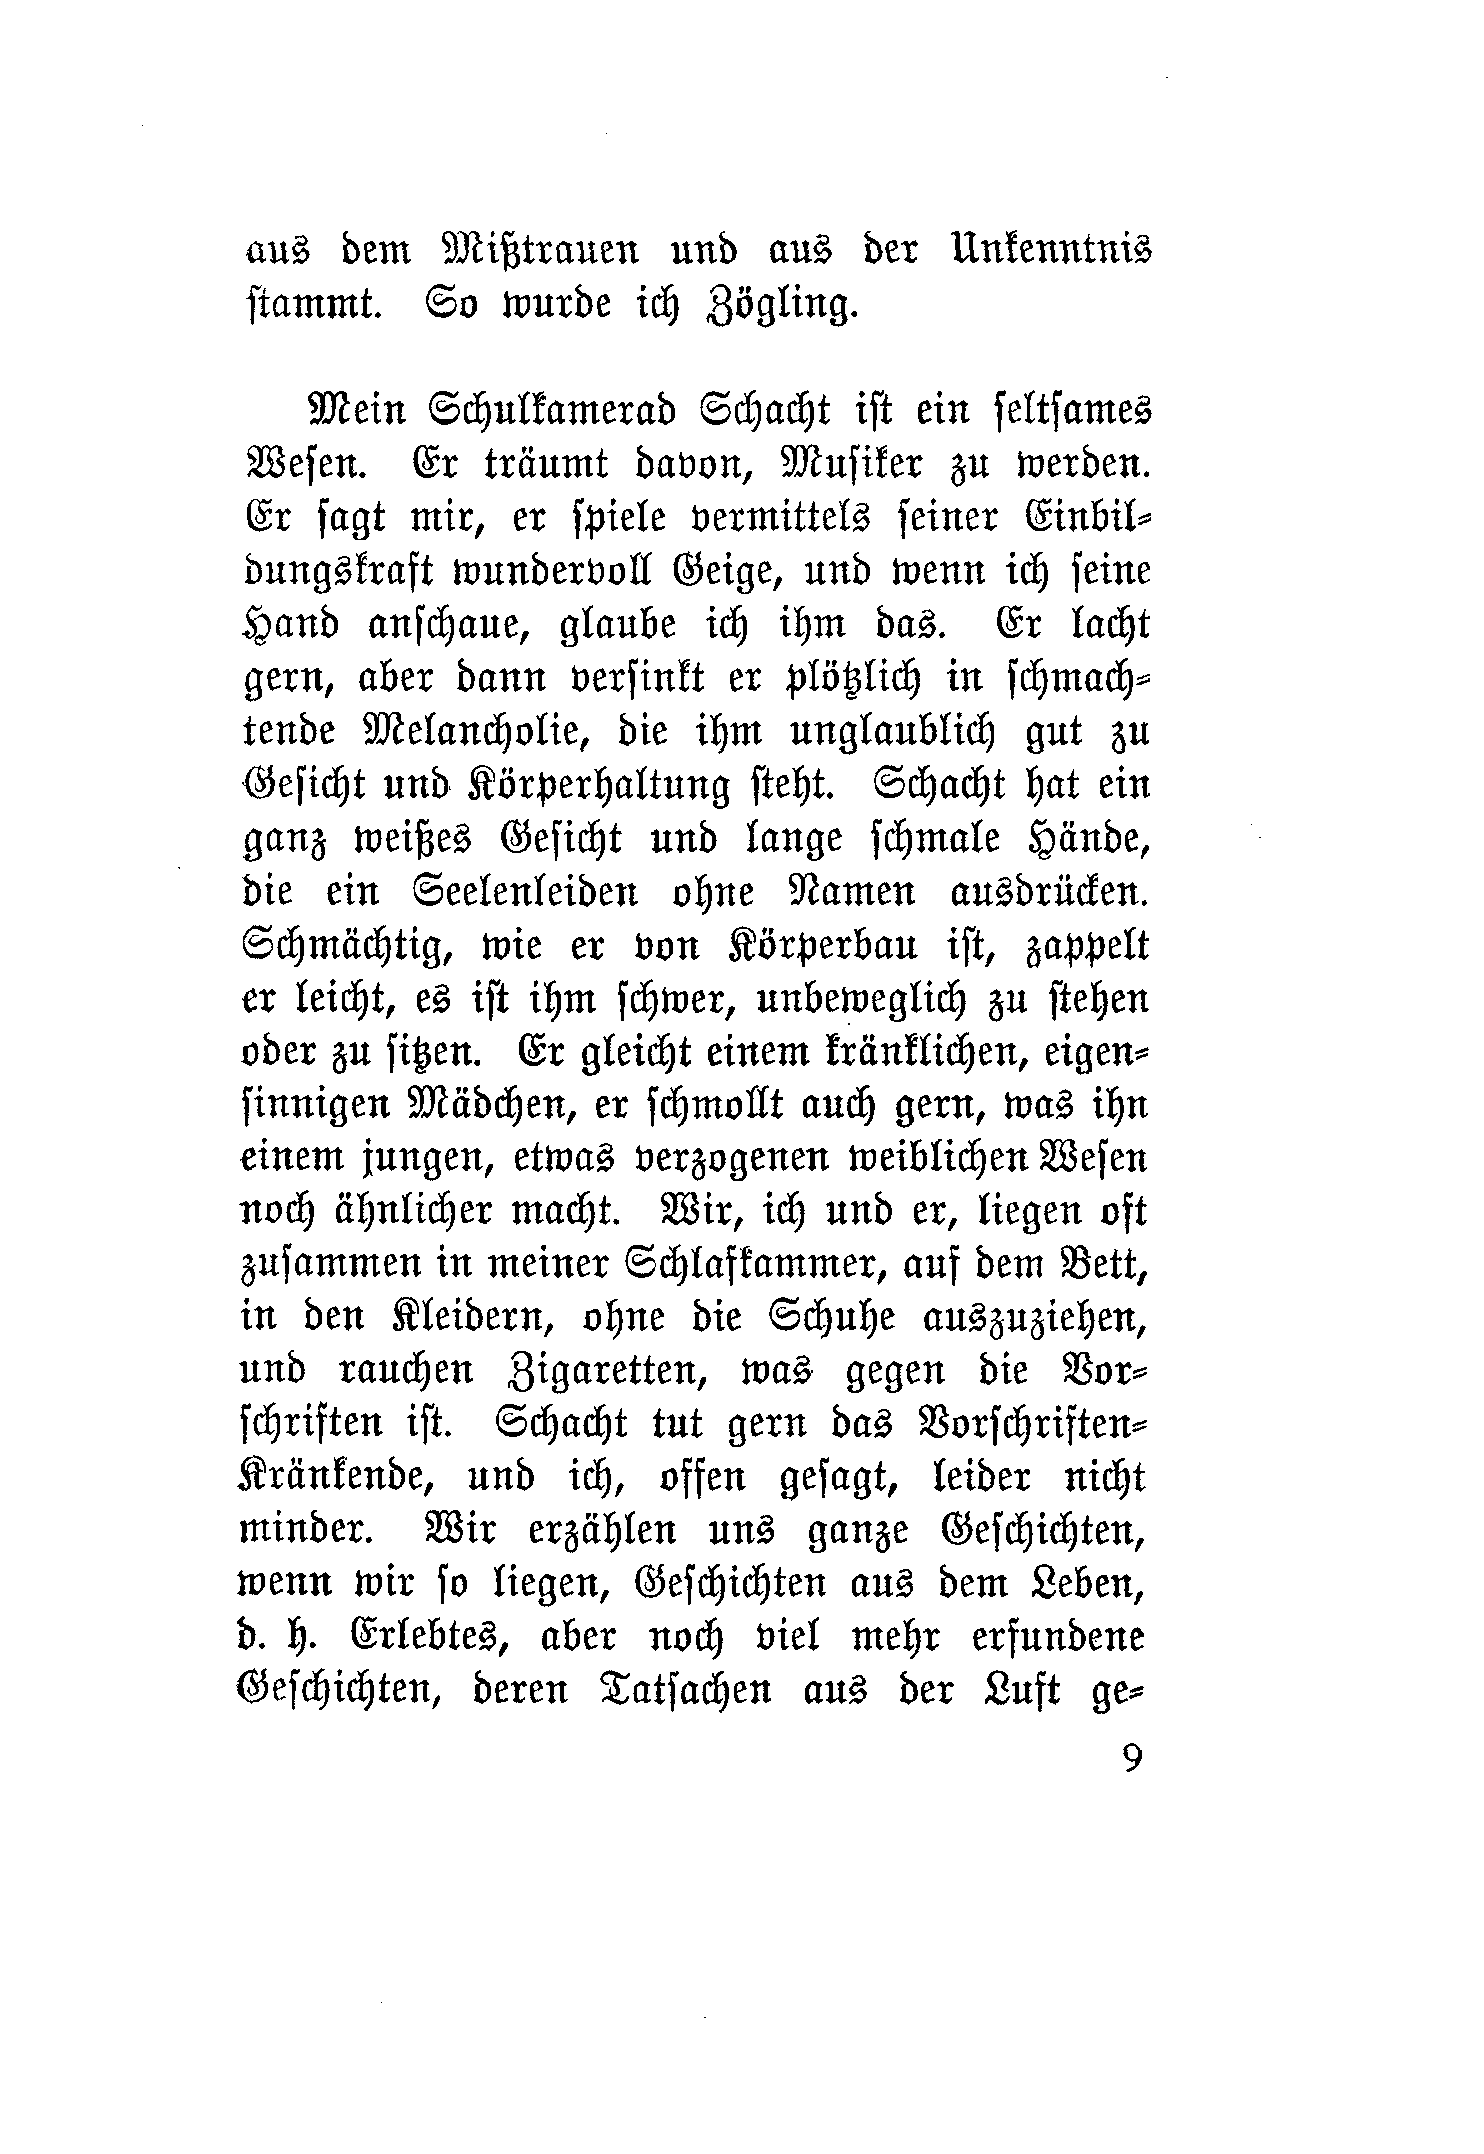 aus dem Mißtrauen und aus der Unkenntnis
stammt. So wurde ich Zögling.
Mein Schulkamerad Schacht ist ein seltsames
Wesen. Er träumt davon, Musiker zu werden.
Er sagt mir, er spiele vermittels seiner Einbil-
dungskraft wundervoll Geige, und wenn ich seine
Hand anschaue, glaube ich ihm das. Er lacht
gern, aber dann versinkt er plötzlich in schmach-
tende Melancholie, die ihm unglaublich gut zu
Gesicht und Körperhaltung steht. Schacht hat ein
ganz weißes Gesicht und lange schmale Hände,
die ein Seelenleiden ohne Namen ausdrücken.
Schmächtig, wie er von Körperbau ist, zappelt
er leicht, es ist ihm schwer, unbeweglich zu stehen
oder zu sitzen. Er gleicht einem kränklichen, eigen-
sinnigen Mädchen, er schmollt auch gern, was ihn
einem jungen, etwas verzogenen weiblichen Wesen
noch ähnlicher macht. Wir, ich und er, liegen oft
zusammen in meiner Schlafkammer, auf dem Bett,
in den Kleidern, ohne die Schuhe auszuziehen,
und rauchen Zigaretten, was gegen die Vor-
schriften ist. Schacht tut gern das Vorschriften-
Kränkende, und ich, offen gesagt, leider nicht
minder. Wir erzählen uns ganze Geschichten,
wenn wir so liegen, Geschichten aus dem Leben,
d. h. Erlebtes, aber noch viel mehr erfundene
Geschichten, deren Tatsachen aus der Luft ge-
9